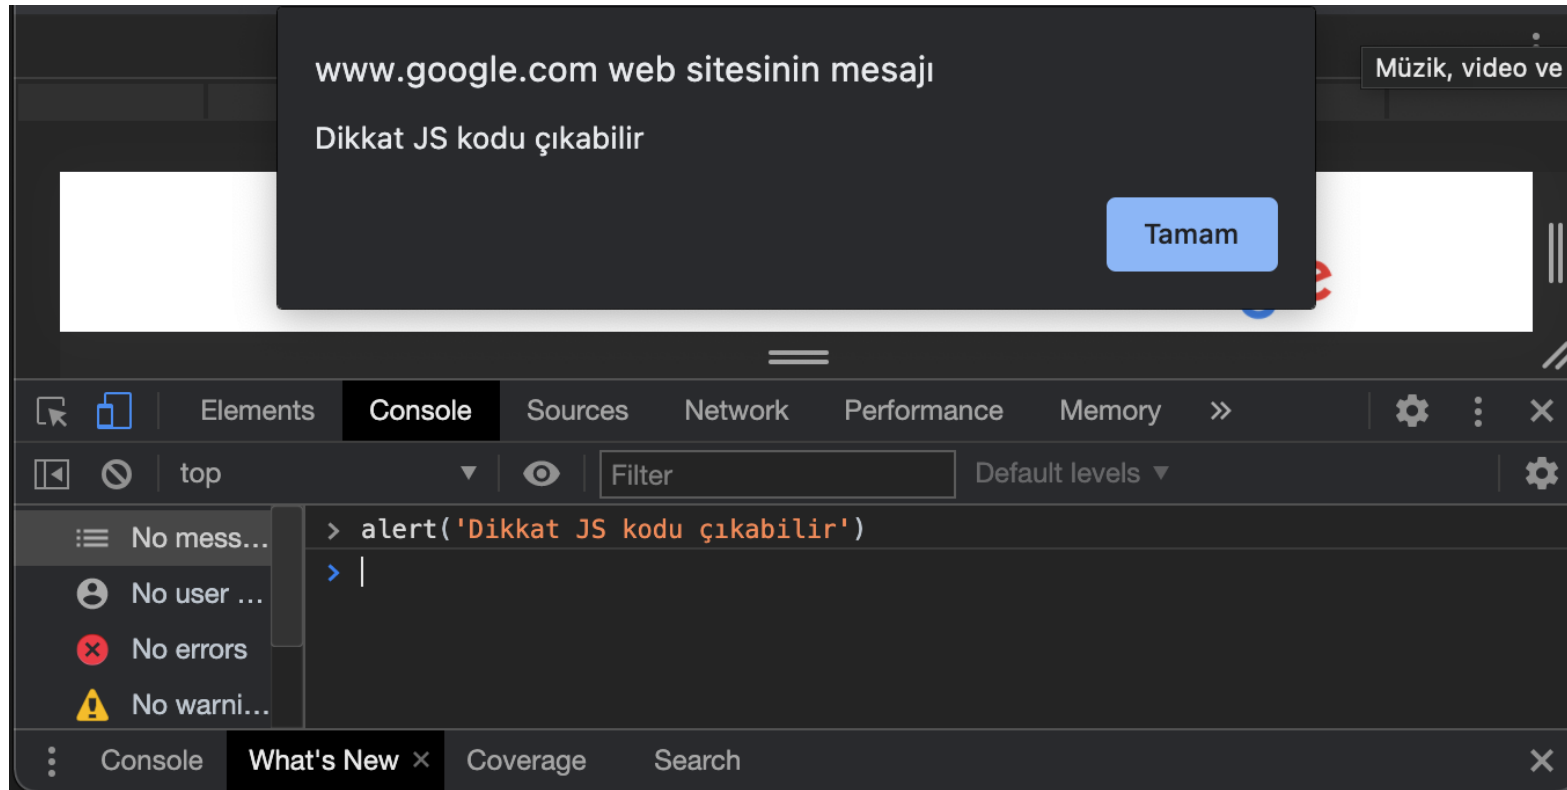 www.google.com web sitesinin mesajı
Müzik, video ve
Dikkat JS kodu çıkabilir
Tamam
e
Elements Console Sources Network Performance Memory
top Filter Default levels
No mess...
> alert('Dikkat JS kodu çıkabilir')
>
No user ...
No errors
No warni...
Console What's New × Coverage Search